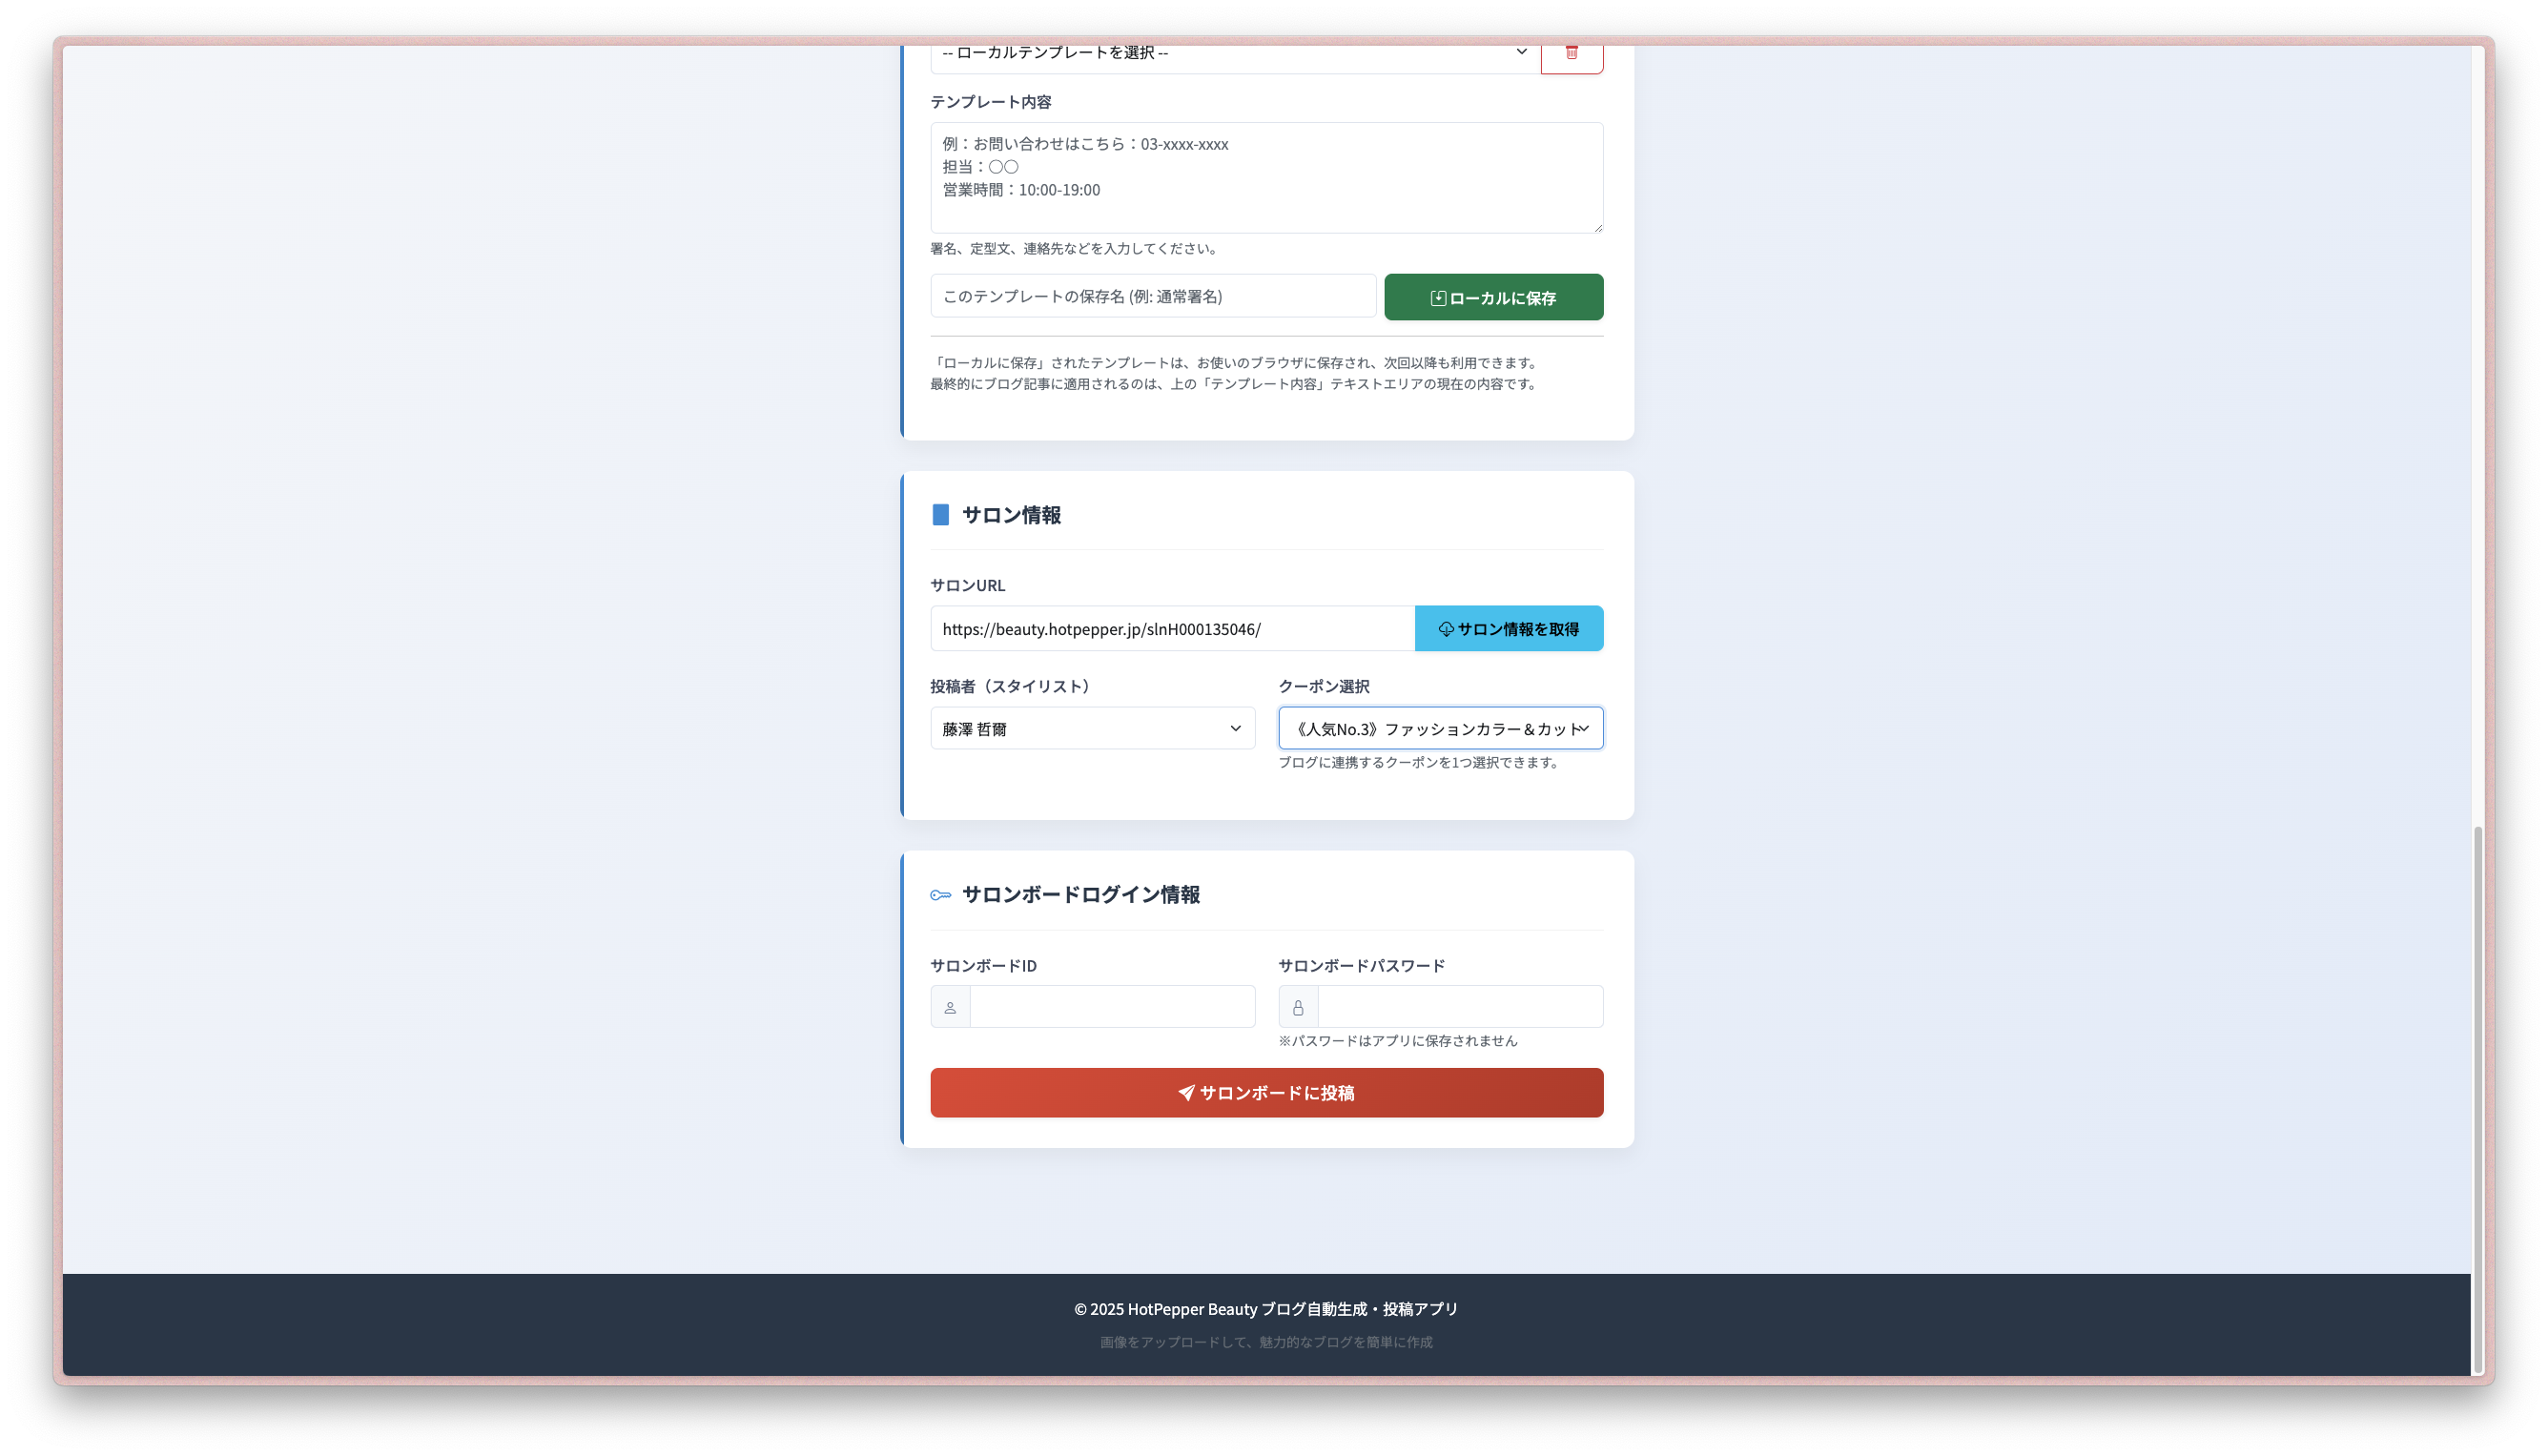 -- ローカルテンプレートを選択 --
テンプレート内容
例：お問い合わせはこちら：03-xxxx-xxxx
担当：〇〇
営業時間：10:00-19:00
署名、定型文、連絡先などを入力してください。
このテンプレートの保存名 (例: 通常署名)
ローカルに保存
「ローカルに保存」されたテンプレートは、お使いのブラウザに保存され、次回以降も利用できます。
最終的にブログ記事に適用されるのは、上の「テンプレート内容」テキストエリアの現在の内容です。
サロン情報
サロンURL
https://beauty.hotpepper.jp/slnH000135046/
サロン情報を取得
投稿者（スタイリスト）
藤澤 哲爾
クーポン選択
《人気No.3》ファッションカラー＆カット
ブログに連携するクーポンを1つ選択できます。
サロンボードログイン情報
サロンボードID
サロンボードパスワード
※パスワードはアプリに保存されません
サロンボードに投稿
© 2025 HotPepper Beauty ブログ自動生成・投稿アプリ
画像をアップロードして、魅力的なブログを簡単に作成